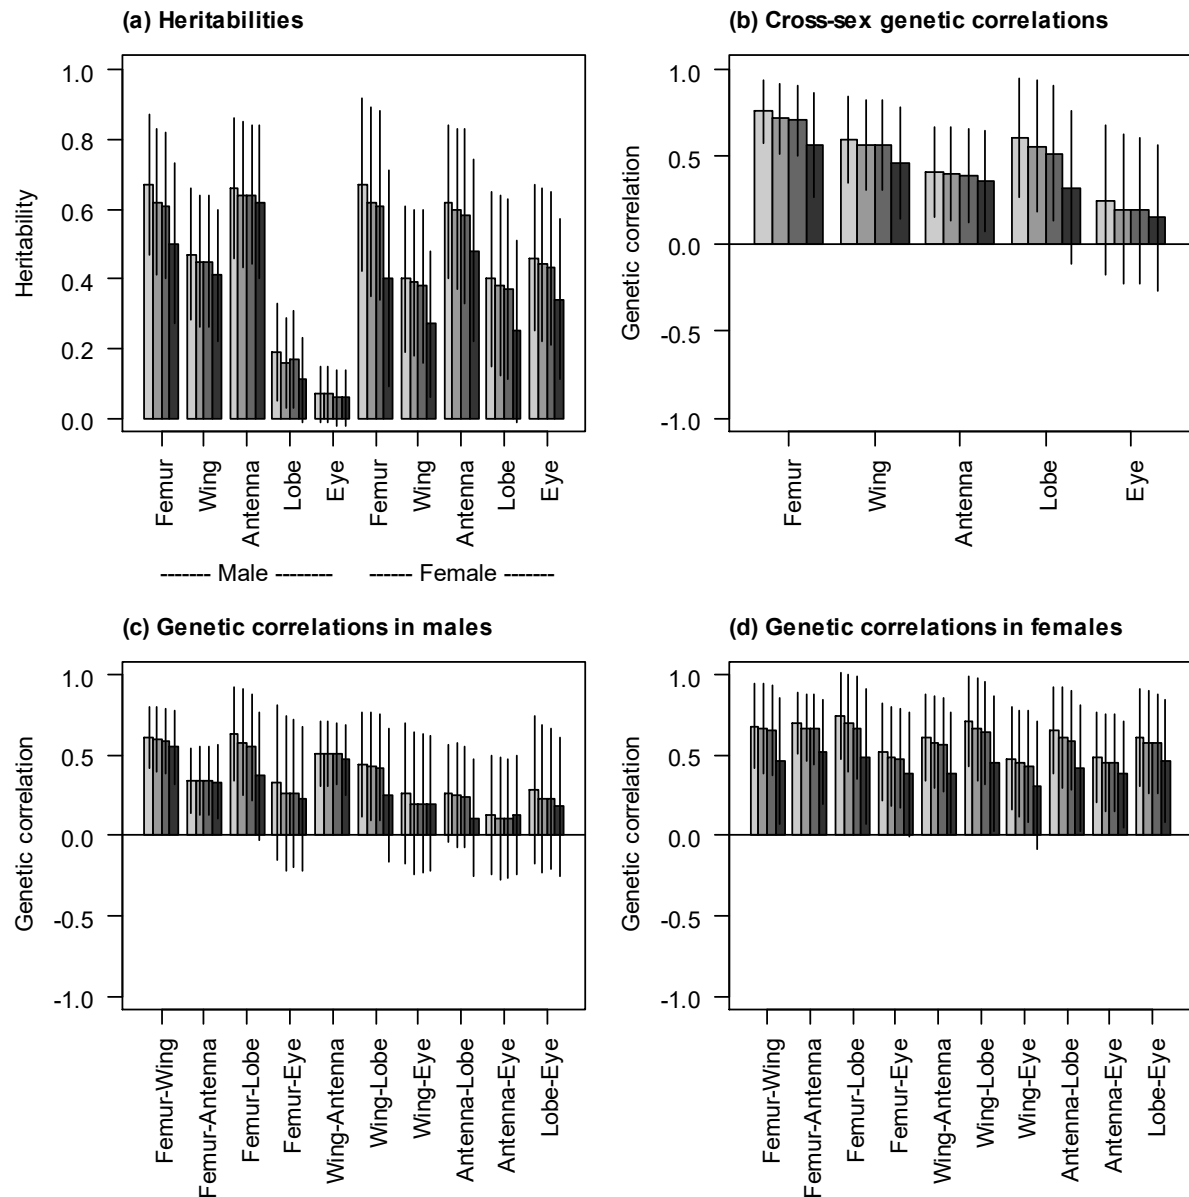 (a) Heritabilities
Heritability
1.0
0.8
0.6
0.4
0.2
0.0
Femur
Wing
Antenna
Lobe
Eye
Femur
Wing
Antenna
Lobe
Eye
------- Male --------
------ Female -------
(b) Cross-sex genetic correlations
Genetic correlation
1.0
0.5
0.0
-0.5
-1.0
Femur
Wing
Antenna
Lobe
Eye
(c) Genetic correlations in males
Genetic correlation
1.0
0.5
0.0
-0.5
-1.0
Femur-Wing
Femur-Antenna
Femur-Lobe
Femur-Eye
Wing-Antenna
Wing-Lobe
Wing-Eye
Antenna-Lobe
Antenna-Eye
Lobe-Eye
(d) Genetic correlations in females
Genetic correlation
1.0
0.5
0.0
-0.5
-1.0
Femur-Wing
Femur-Antenna
Femur-Lobe
Femur-Eye
Wing-Antenna
Wing-Lobe
Wing-Eye
Antenna-Lobe
Antenna-Eye
Lobe-Eye